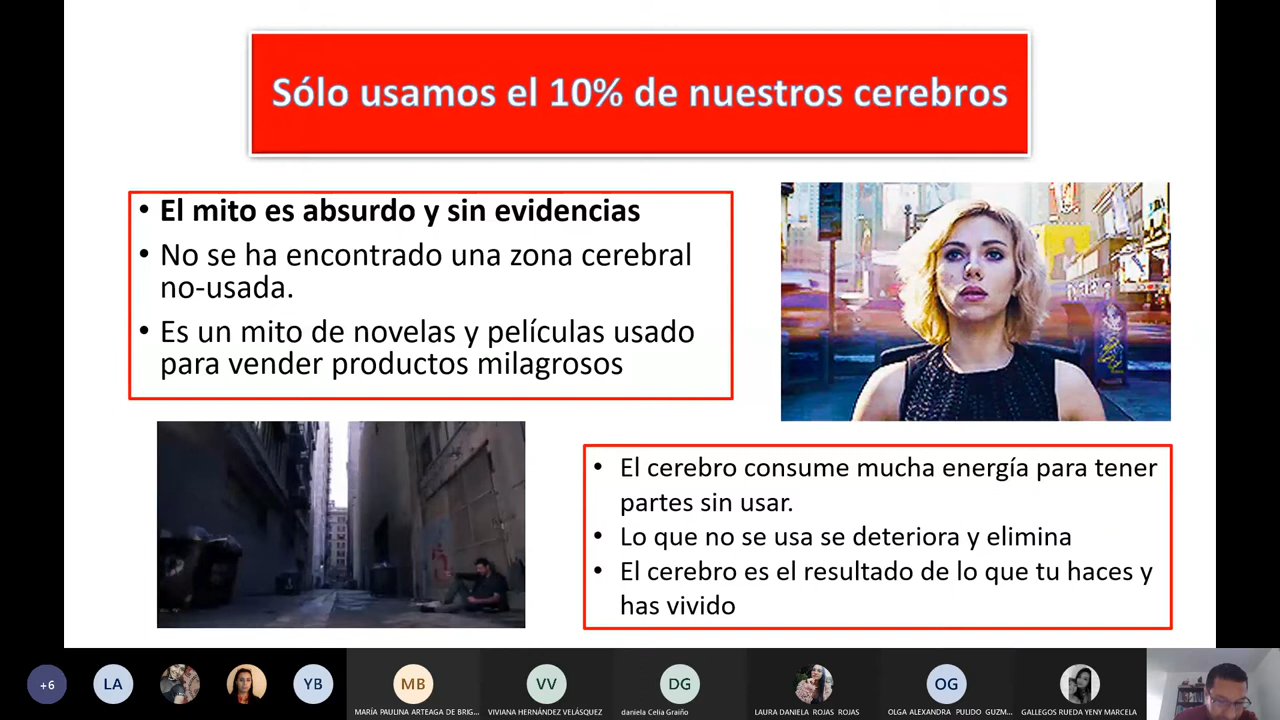 Sólo usamos el 10% de nuestros cerebros
• El mito es absurdo y sin evidencias
• No se ha encontrado una zona cerebral
no-usada.
• Es un mito de novelas y películas usado
para vender productos milagrosos
• El cerebro consume mucha energía para tener
partes sin usar.
• Lo que no se usa se deteriora y elimina
• El cerebro es el resultado de lo que tu haces y
has vivido
+6
LA
YB
MB
VV
DG
OG
MARÍA PAULINA ARTEAGA DE BRIG...
VIVIANA HERNÁNDEZ VELÁSQUEZ
daniela Celia Graiño
LAURA DANIELA ROJAS ROJAS
OLGA ALEXANDRA PULIDO GUZM...
GALLEGOS RUEDA YENY MARCELA